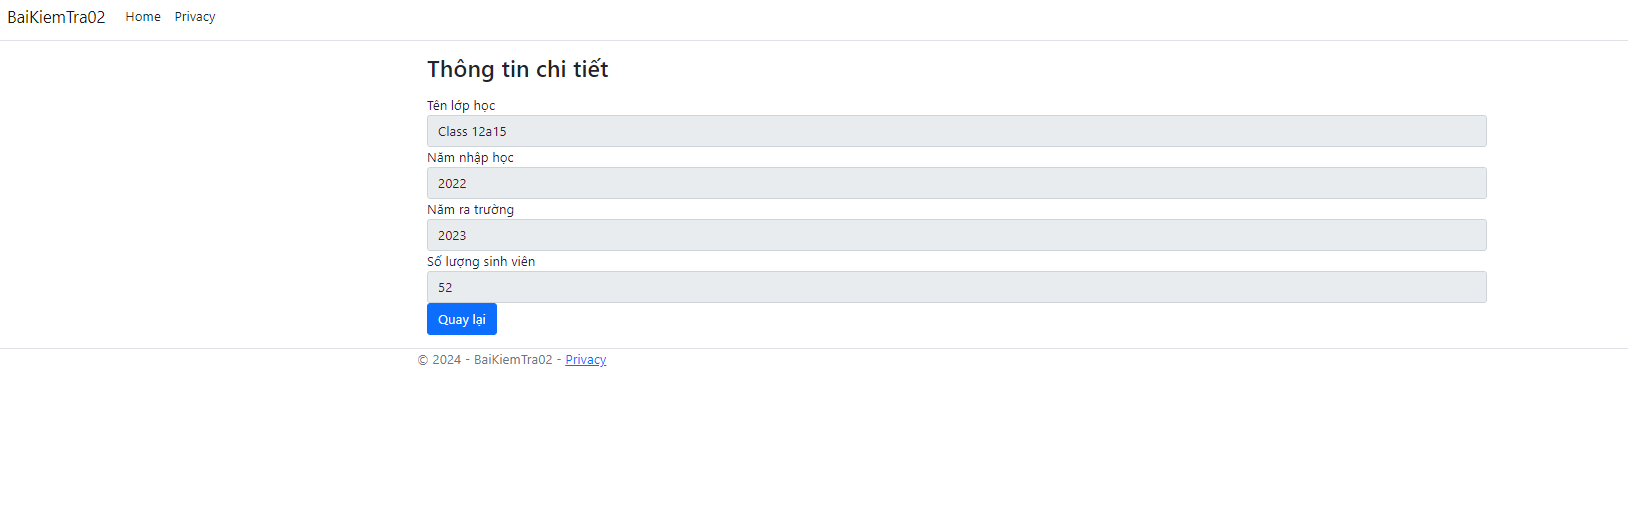 BaiKiemTra02 Home Privacy
Thông tin chi tiết
Tên lớp học
Class 12a15
Năm nhập học
2022
Năm ra trường
2023
Số lượng sinh viên
52
Quay lại
© 2024 - BaiKiemTra02 - Privacy